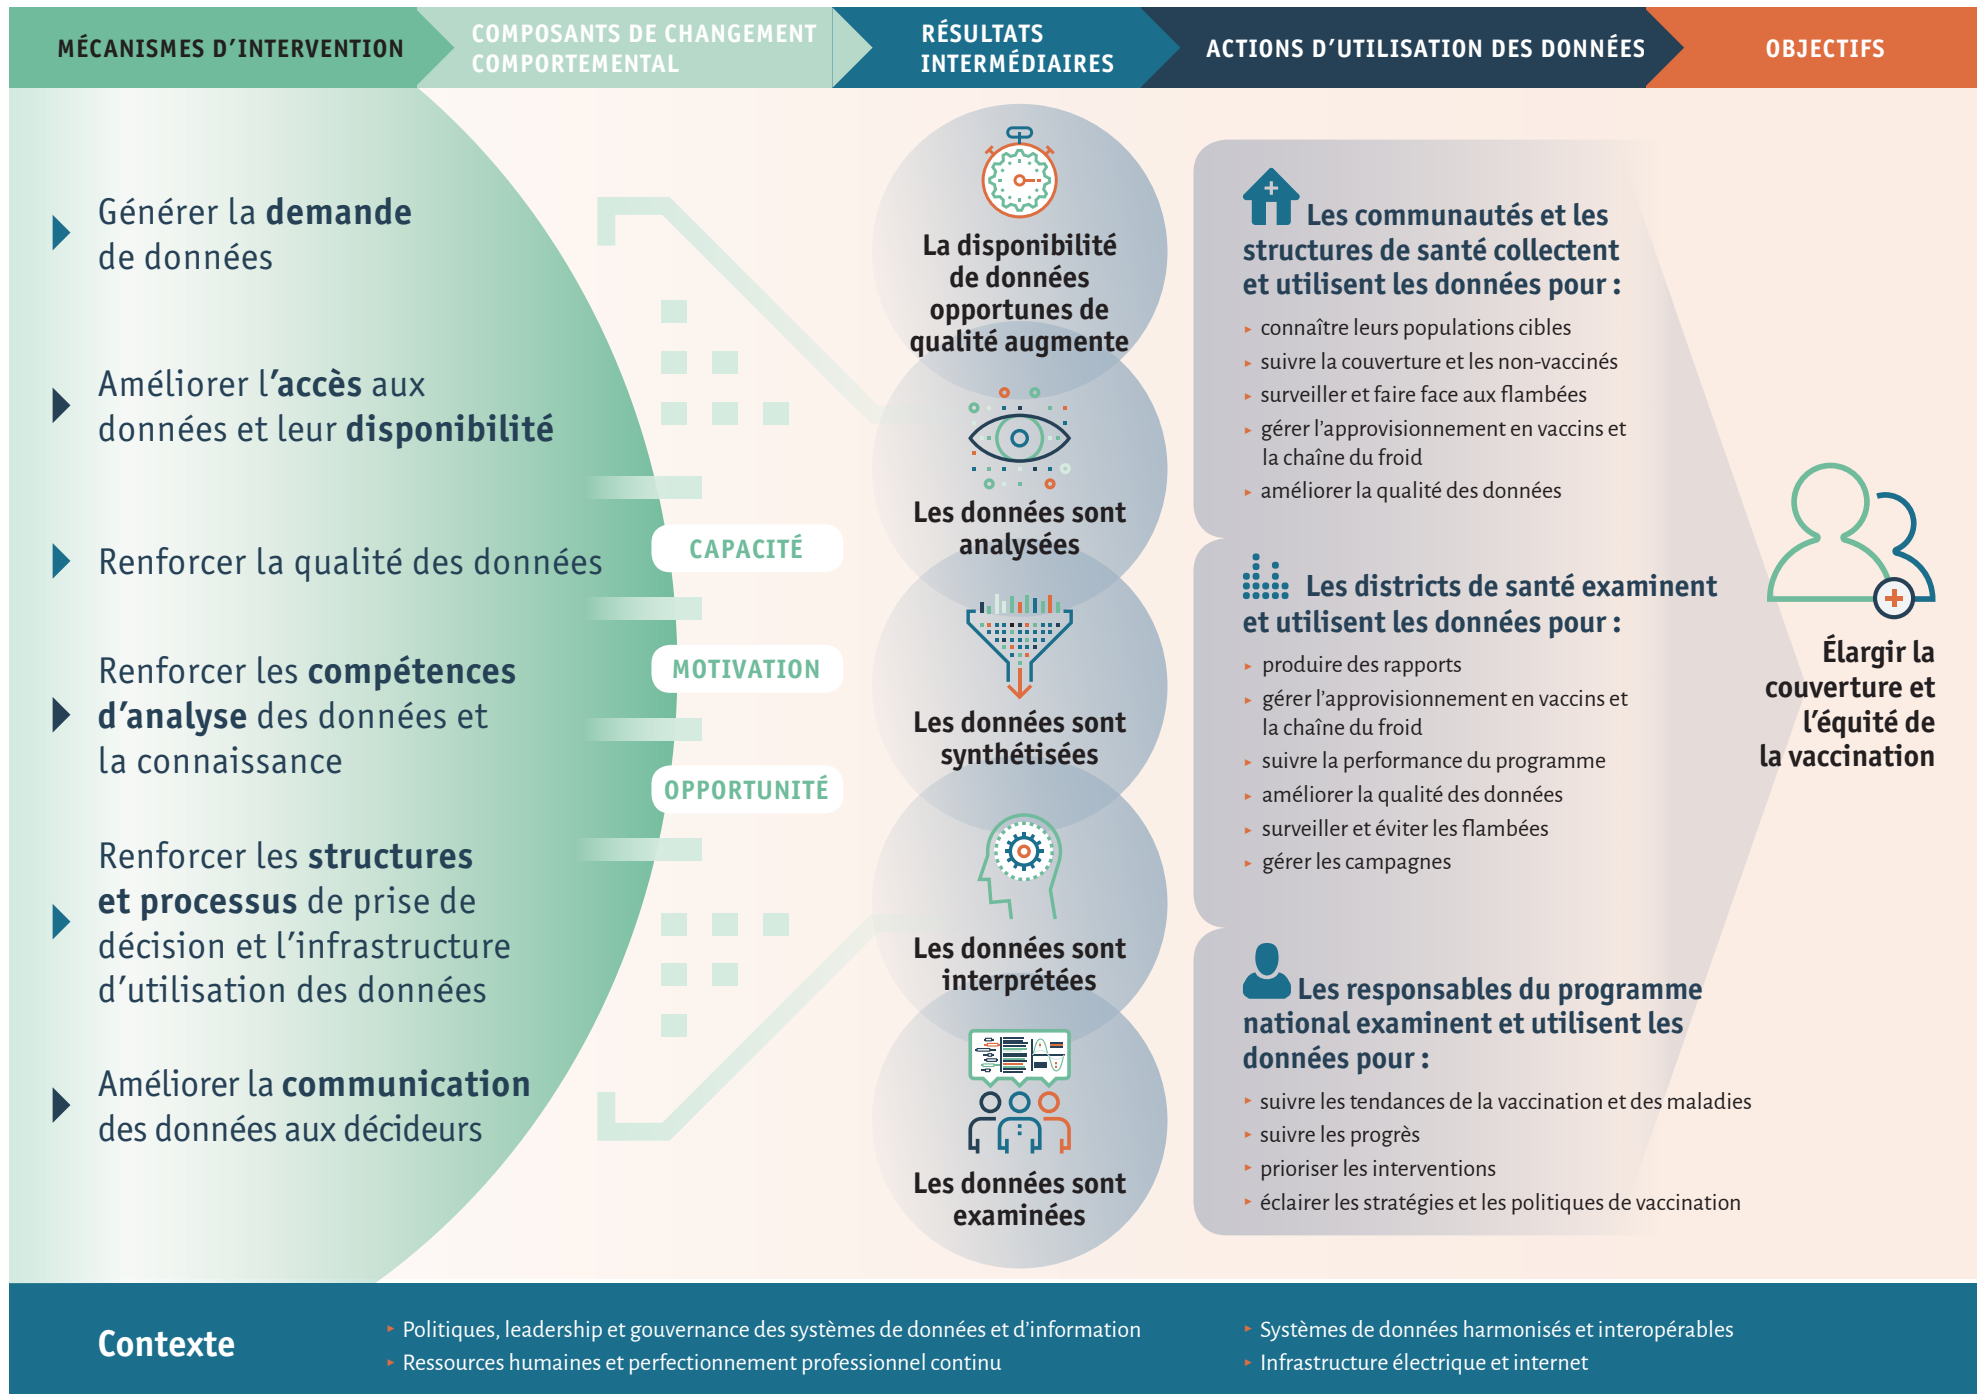 MÉCANISMES D’INTERVENTION
COMPOSANTS DE CHANGEMENT
COMPORTEMENTAL
RÉSULTATS
INTERMÉDIAIRES
ACTIONS D’UTILISATION DES DONNÉES
OBJECTIFS
Générer la demande
de données
Améliorer l’accès aux
données et leur disponibilité
Renforcer la qualité des données
Renforcer les compétences
d’analyse des données et
la connaissance
Renforcer les structures
et processus de prise de
décision et l’infrastructure
d’utilisation des données
Améliorer la communication
des données aux décideurs
CAPACITÉ
MOTIVATION
OPPORTUNITÉ
La disponibilité
de données
opportunes de
qualité augmente
Les données sont
analysées
Les données sont
synthétisées
Les données sont
interprétées
Les données sont
examinées
Les communautés et les
structures de santé collectent
et utilisent les données pour :
connaître leurs populations cibles
suivre la couverture et les non-vaccinés
surveiller et faire face aux flambées
gérer l’approvisionnement en vaccins et
la chaîne du froid
améliorer la qualité des données
Les districts de santé examinent
et utilisent les données pour :
produire des rapports
gérer l’approvisionnement en vaccins et
la chaîne du froid
suivre la performance du programme
améliorer la qualité des données
surveiller et éviter les flambées
gérer les campagnes
Les responsables du programme
national examinent et utilisent les
données pour :
suivre les tendances de la vaccination et des maladies
suivre les progrès
prioriser les interventions
éclairer les stratégies et les politiques de vaccination
Élargir la
couverture et
l’équité de
la vaccination
Contexte
Politiques, leadership et gouvernance des systèmes de données et d’information
Ressources humaines et perfectionnement professionnel continu
Systèmes de données harmonisés et interopérables
Infrastructure électrique et internet